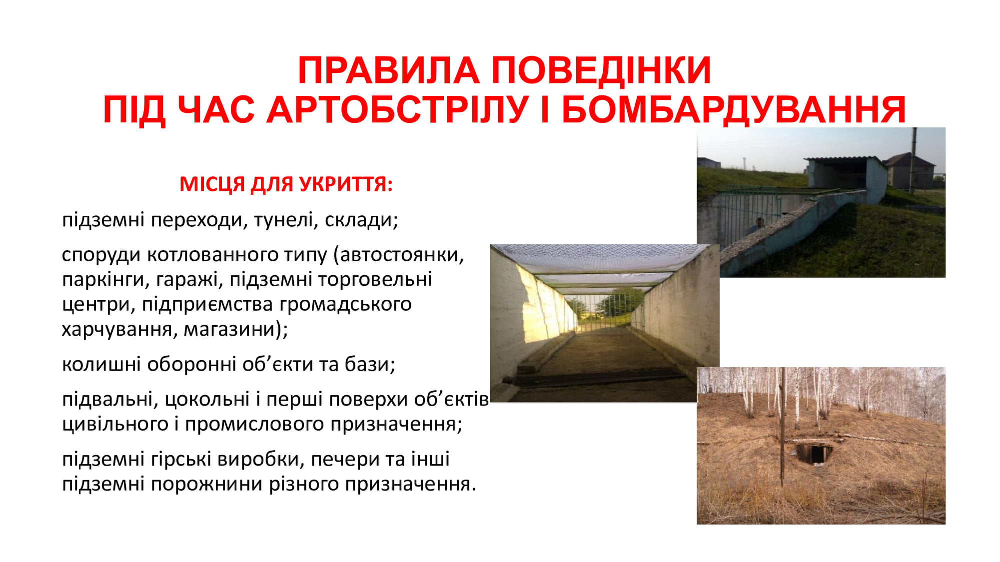 ПРАВИЛА ПОВЕДІНКИ
ПІД ЧАС АРТОБСТРІЛУ І БОМБАРДУВАННЯ
МІСЦЯ ДЛЯ УКРИТТЯ:
підземні переходи, тунелі, склади;
споруди котлованного типу (автостоянки,
паркінги, гаражі, підземні торговельні
центри, підприємства громадського
харчування, магазини);
колишні оборонні об’єкти та бази;
підвальні, цокольні і перші поверхи об’єктів
цивільного і промислового призначення;
підземні гірські виробки, печери та інші
підземні порожнини різного призначення.